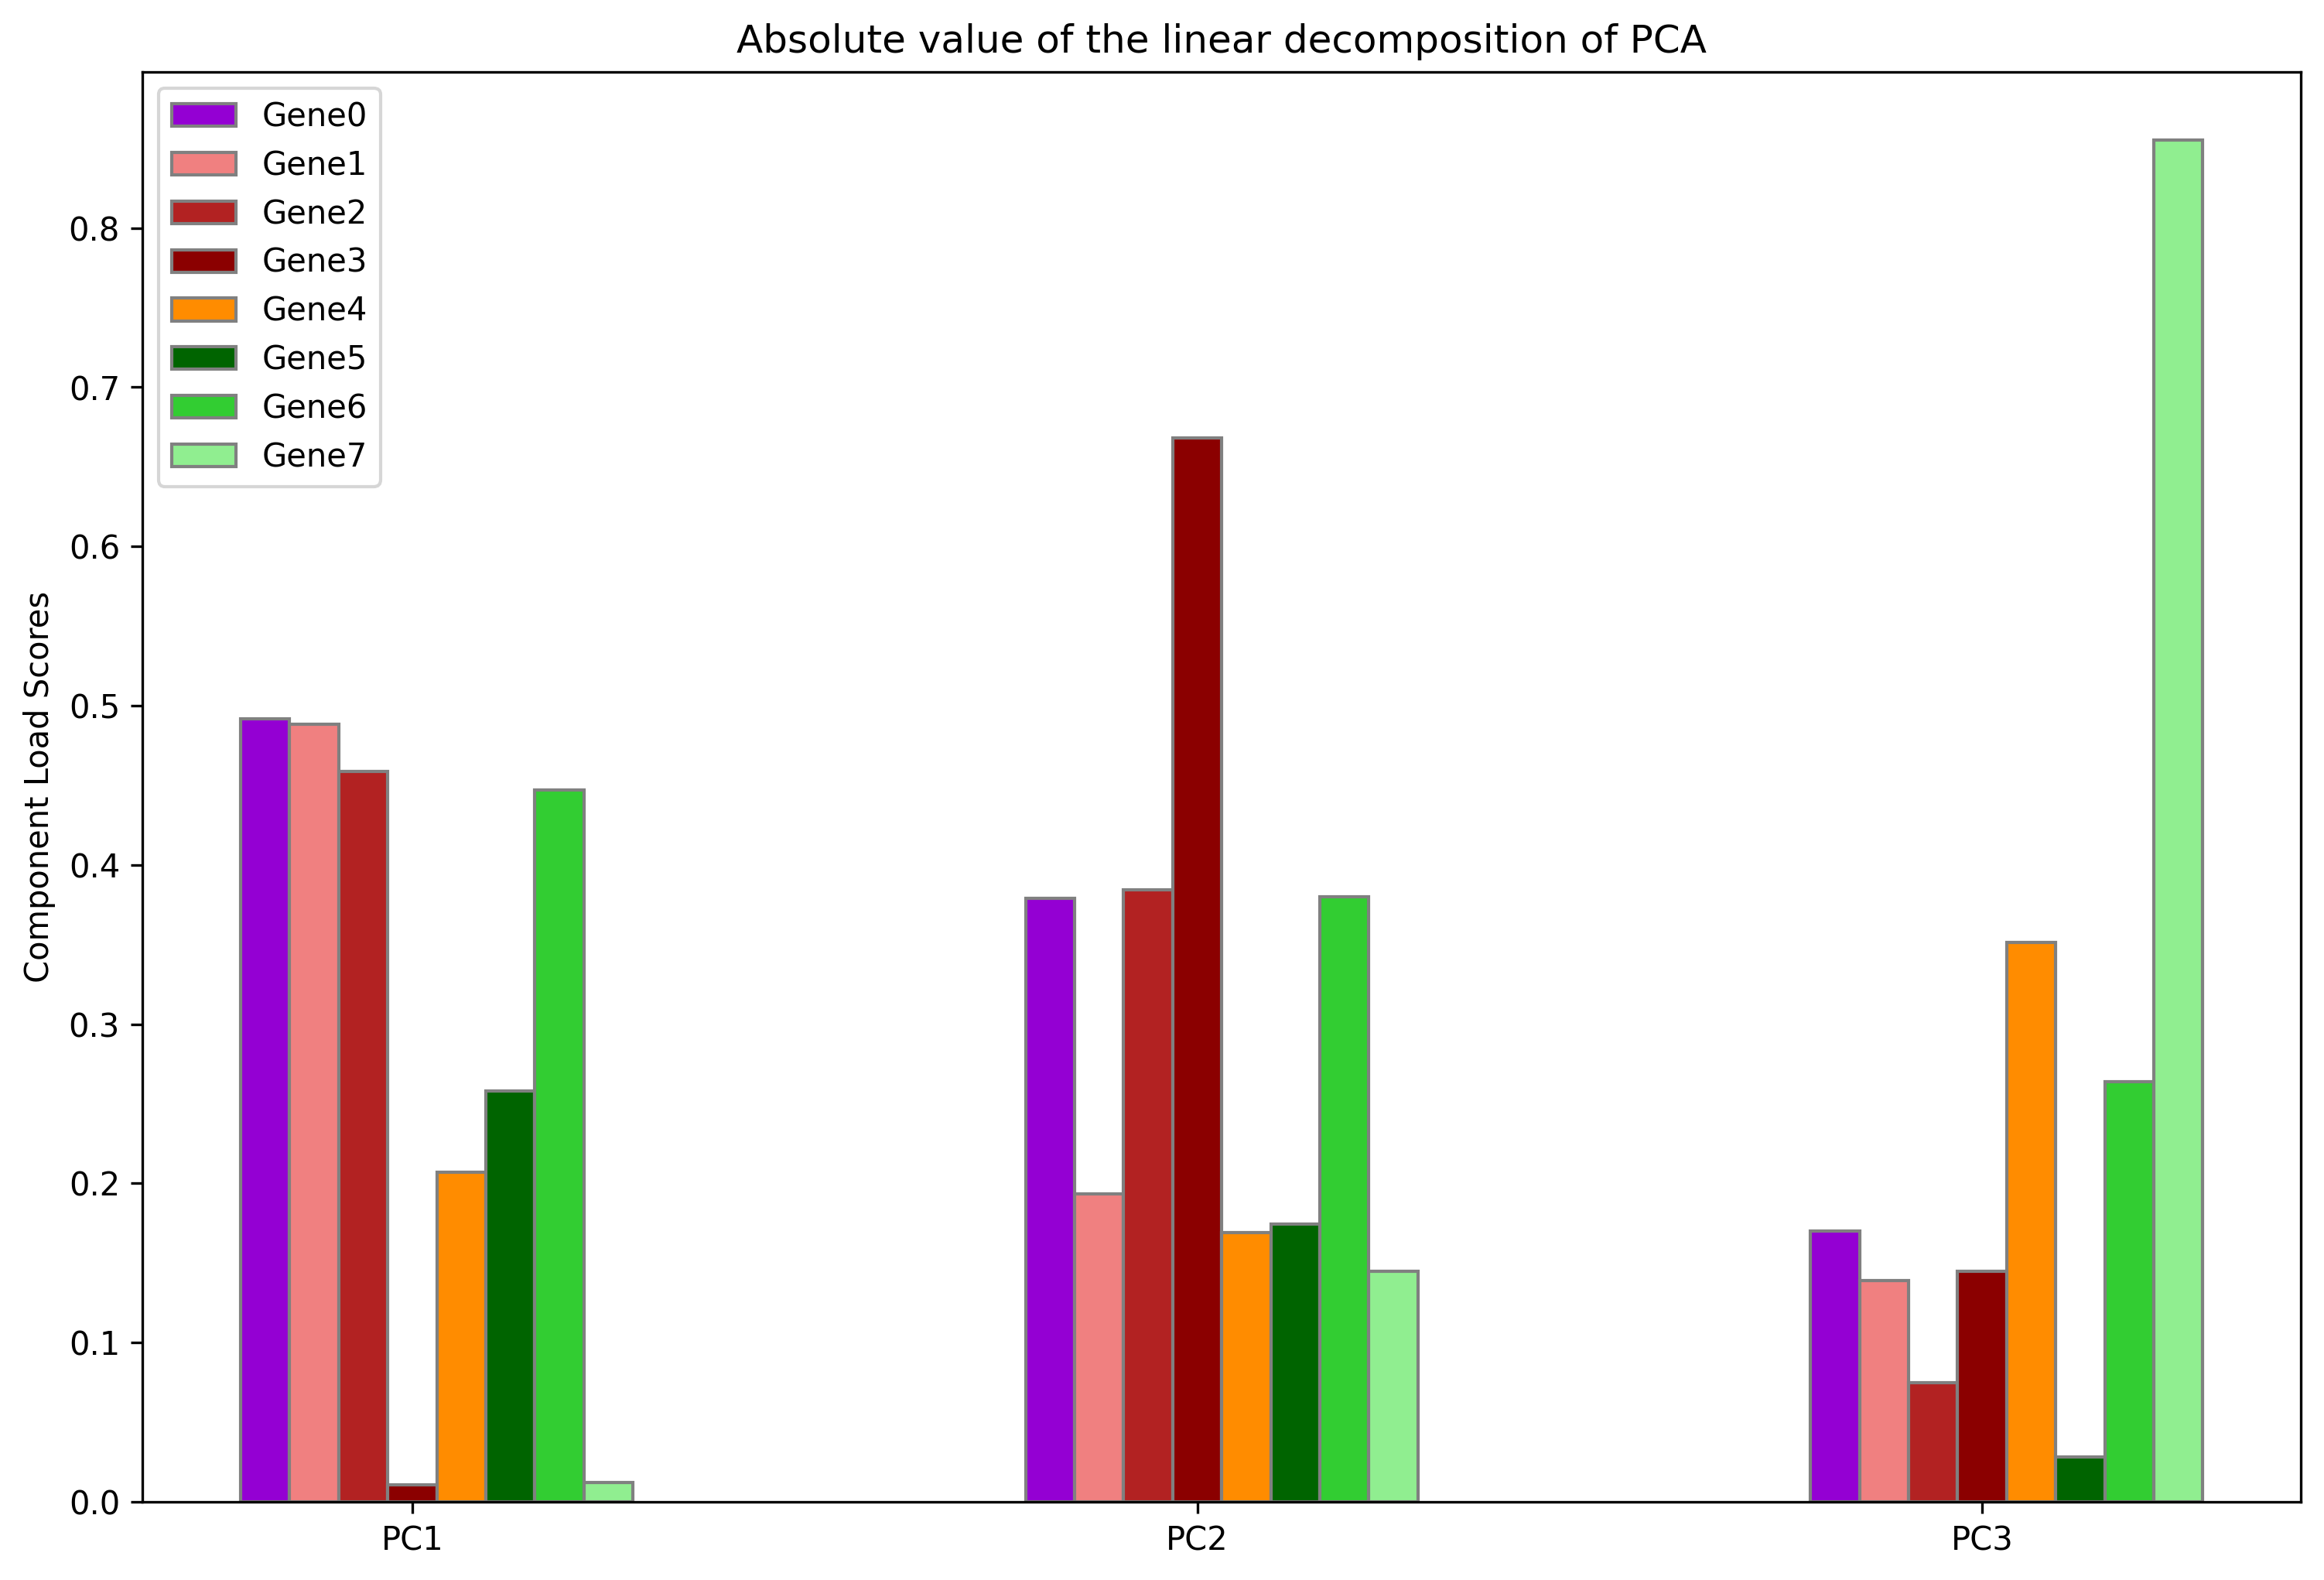 Absolute value of the linear decomposition of PCA
Gene0
Gene1
Gene2
Gene3
Gene4
Gene5
Gene6
Gene7
Component Load Scores
0.8
0.7
0.6
0.5
0.4
0.3
0.2
0.1
0.0
PC1
PC2
PC3